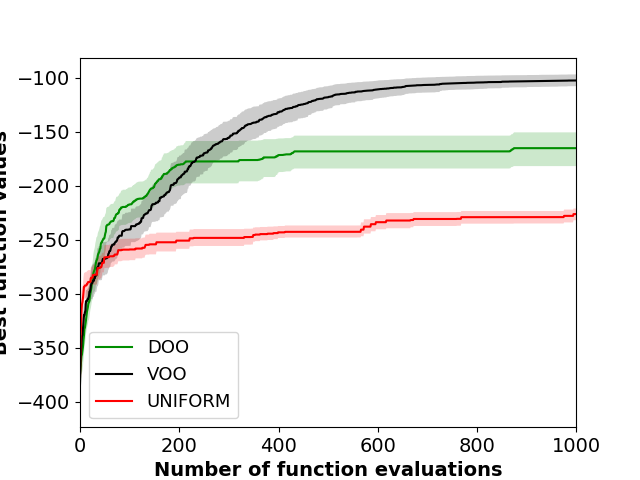 −100
−150
−200
−250
−300
−350
−400
Best function values
DOO
VOO
UNIFORM
0 200 400 600 800 1000
Number of function evaluations